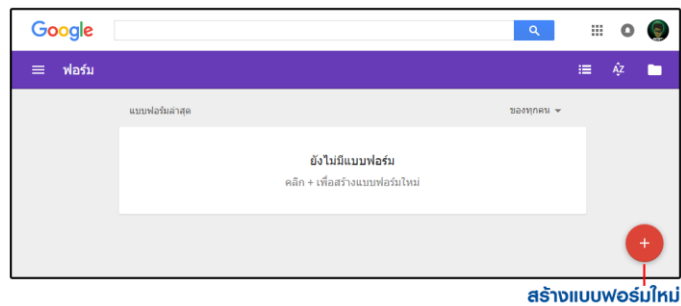 Google
ฟอร์ม
AZ
แบบฟอร์มล่าสุด
ของทุกคน
ยังไม่มีแบบฟอร์ม
คลิก + เพื่อสร้างแบบฟอร์มใหม่
+
สร้างแบบฟอร์มใหม่